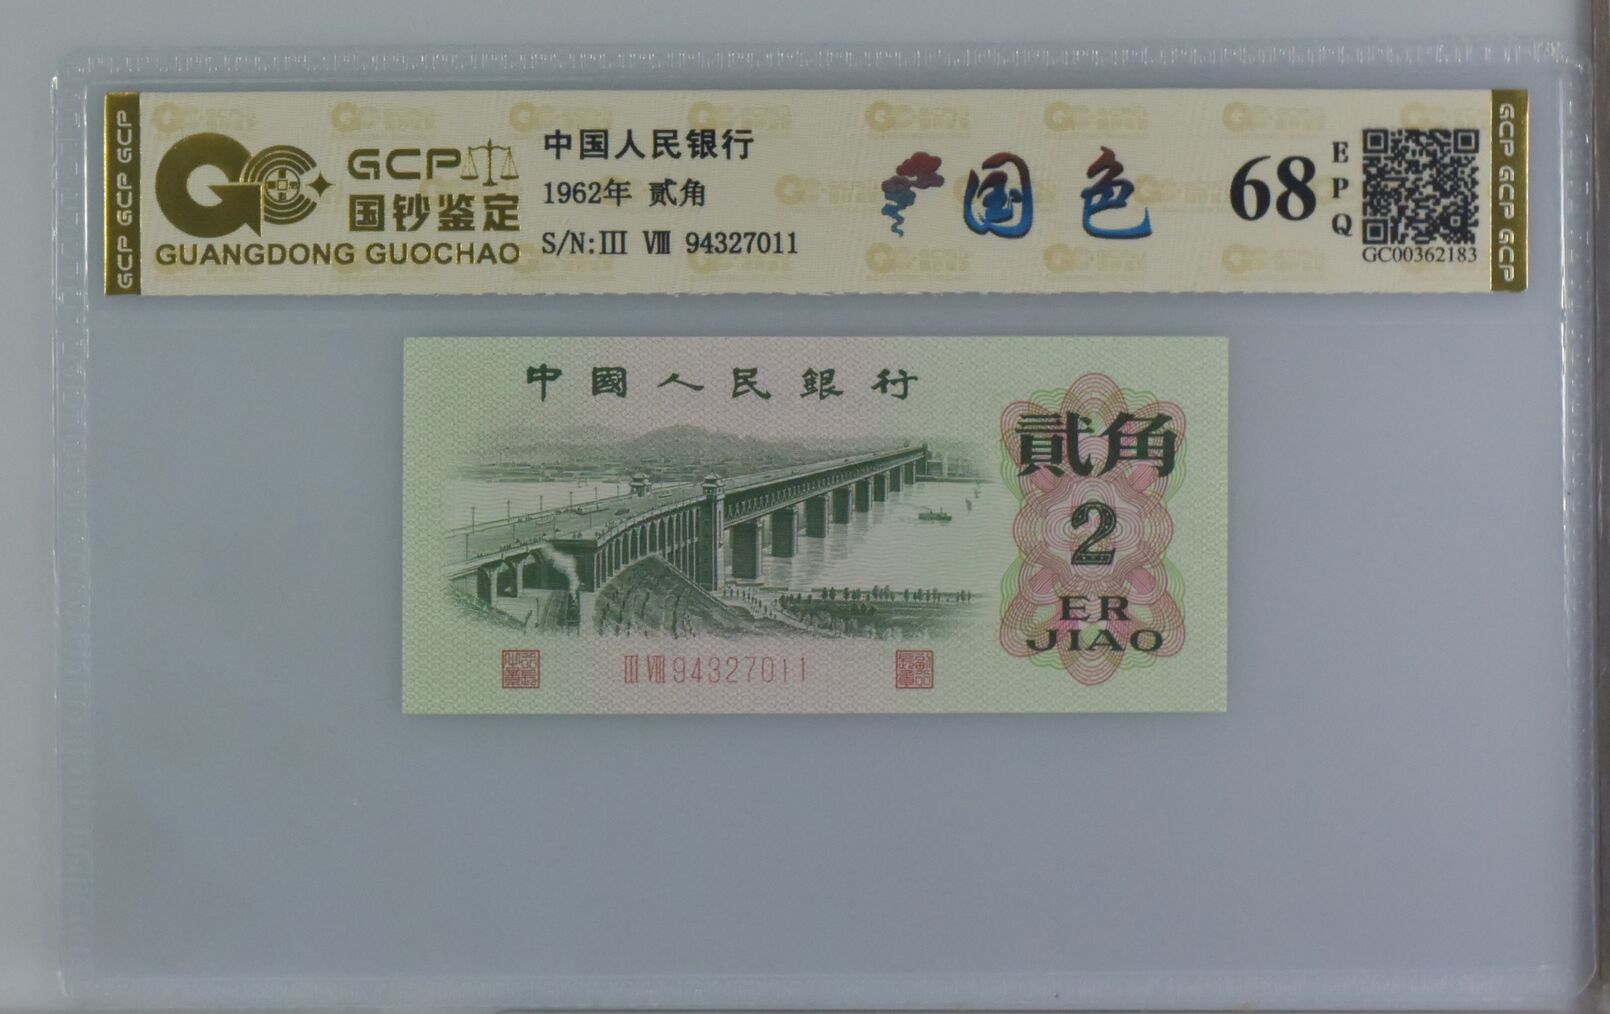 GCP GCP GCP
GCP
国钞鉴定
GUANGDONG GUOCHAO
中国人民银行
1962年 贰角
S/N:III VIII 94327011
国色
68
EPQ
GC00362183
GCP GCP GCP
中國人民銀行
貳角
2
ER
JIAO
III VIII 94327011